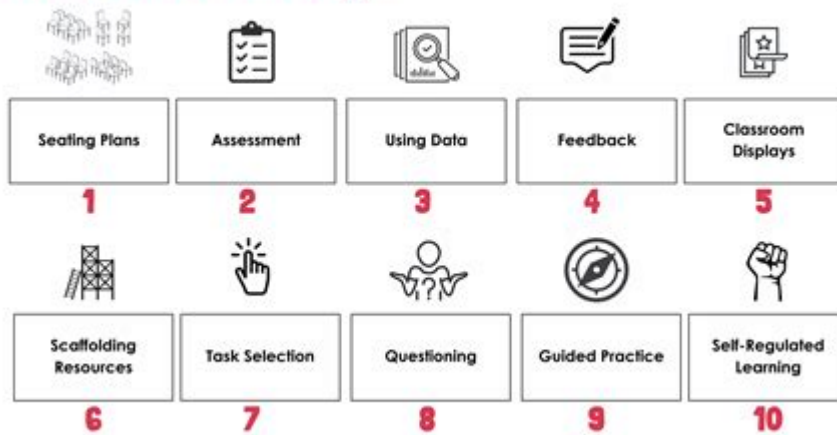 Seating Plans
Assessment
Using Data
Feedback
Classroom
Displays
1
2
3
4
5
Scaffolding
Resources
Task Selection
Questioning
Guided Practice
Self-Regulated
Learning
6
7
8
9
10